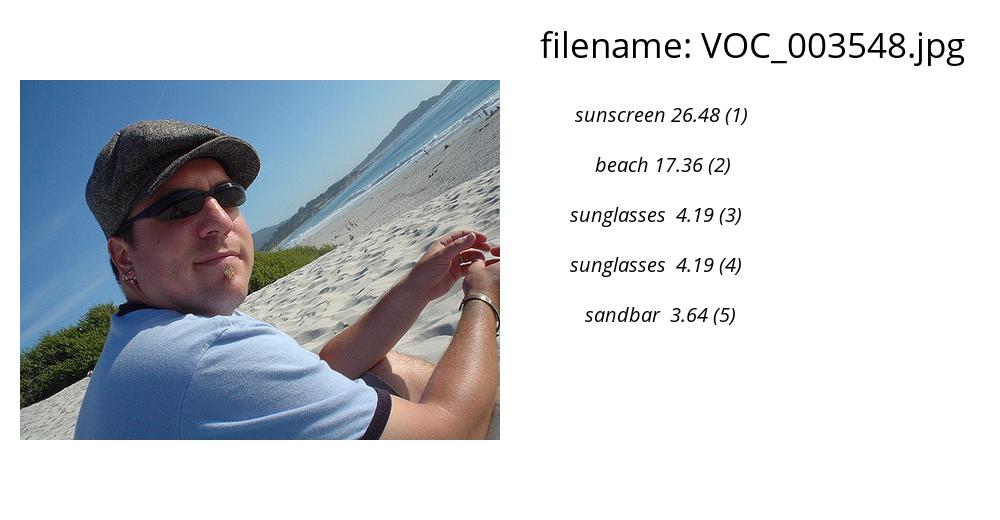 filename: VOC_003548.jpg
sunscreen 26.48 (1)
beach 17.36 (2)
sunglasses 4.19 (3)
sunglasses 4.19 (4)
sandbar 3.64 (5)